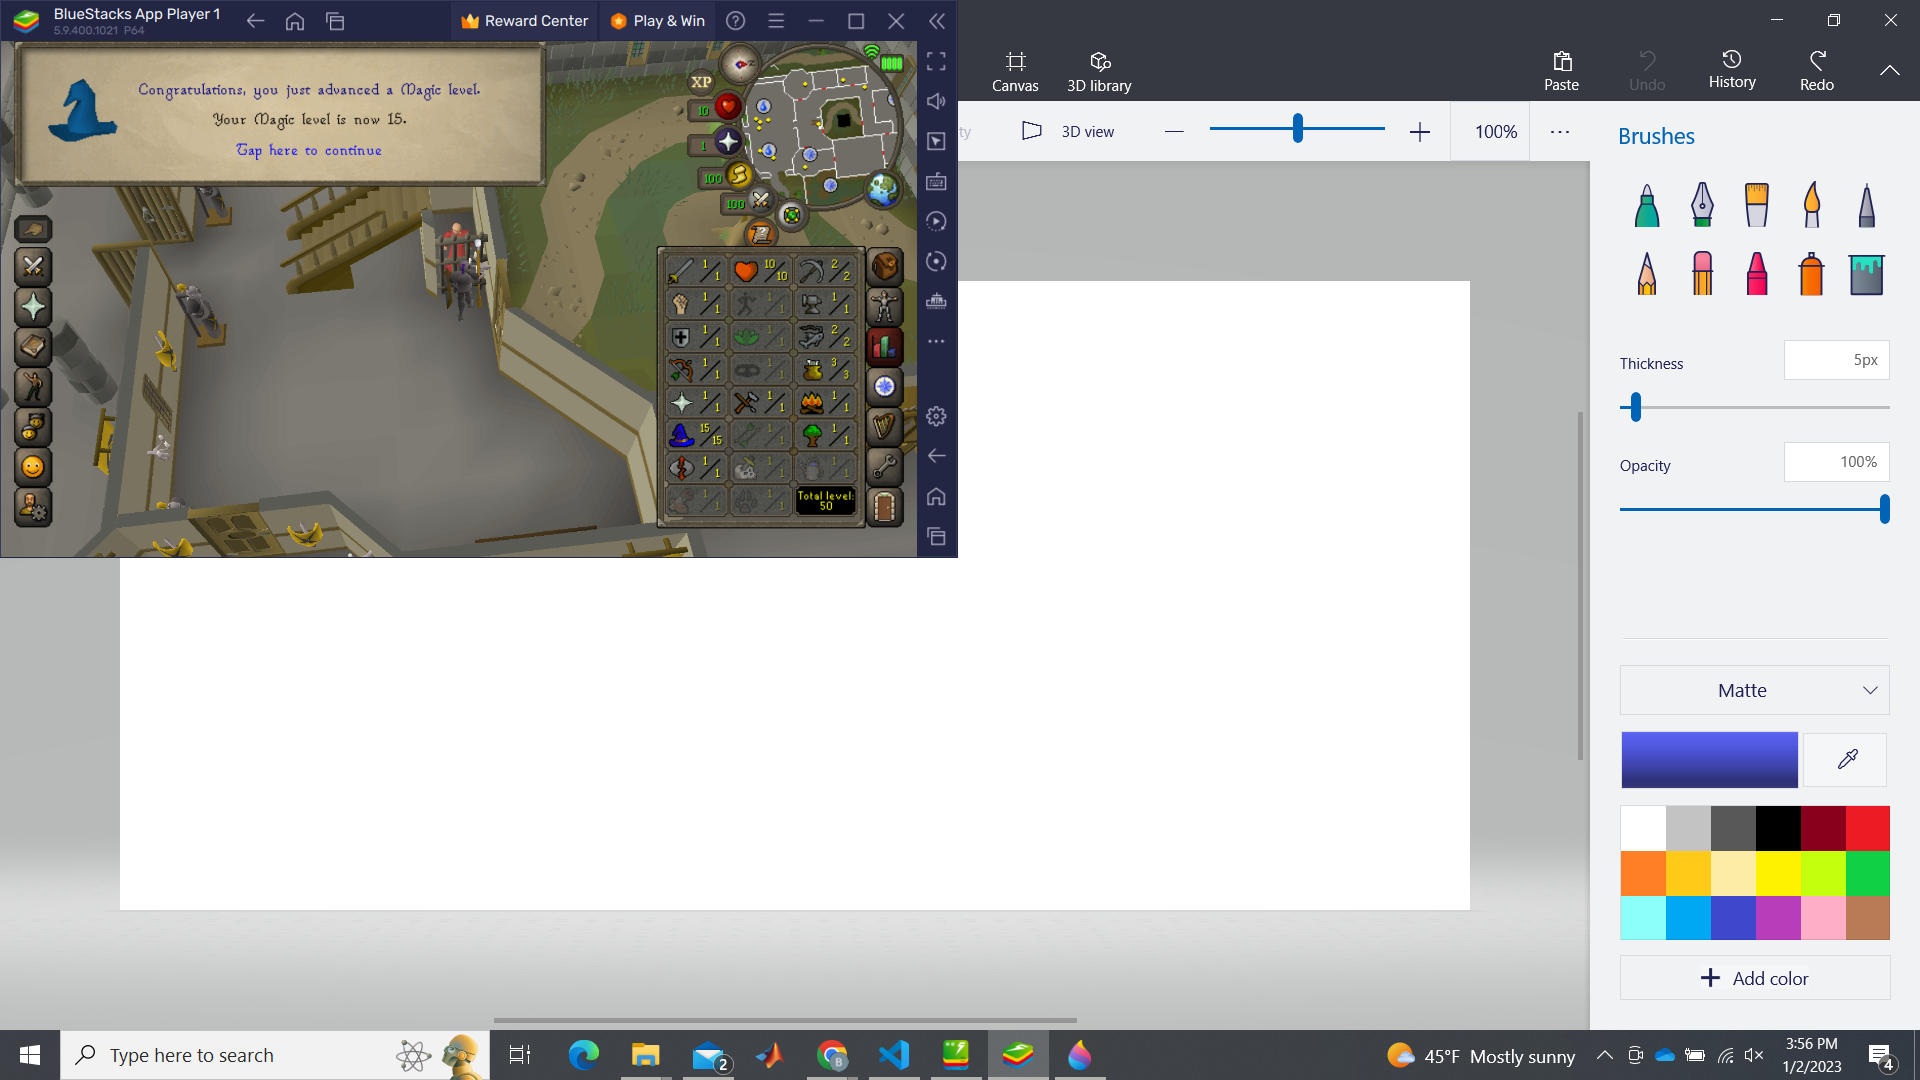 BlueStacks App Player 1
5.9.400.1021 P64
Reward Center
Play & Win
Congratulations, you just advanced a Magic level.
Your Magic level is now 15.
Tap here to continue
XP
10
1
100
100
1/1 10/10 2/2
1/1 1/1 1/1
1/1 1/1 2/2
1/1 1/1 3/3
1/1 1/1 1/1
15/15 1/1 1/1
1/1 1/1 1/1
1/1 1/1 Total level:
50
Canvas
3D library
Paste
Undo
History
Redo
ty
3D view
100%
Brushes
Thickness
5px
Opacity
100%
Matte
Add color
Type here to search
2
B
45°F Mostly sunny
3:56 PM
1/2/2023
4